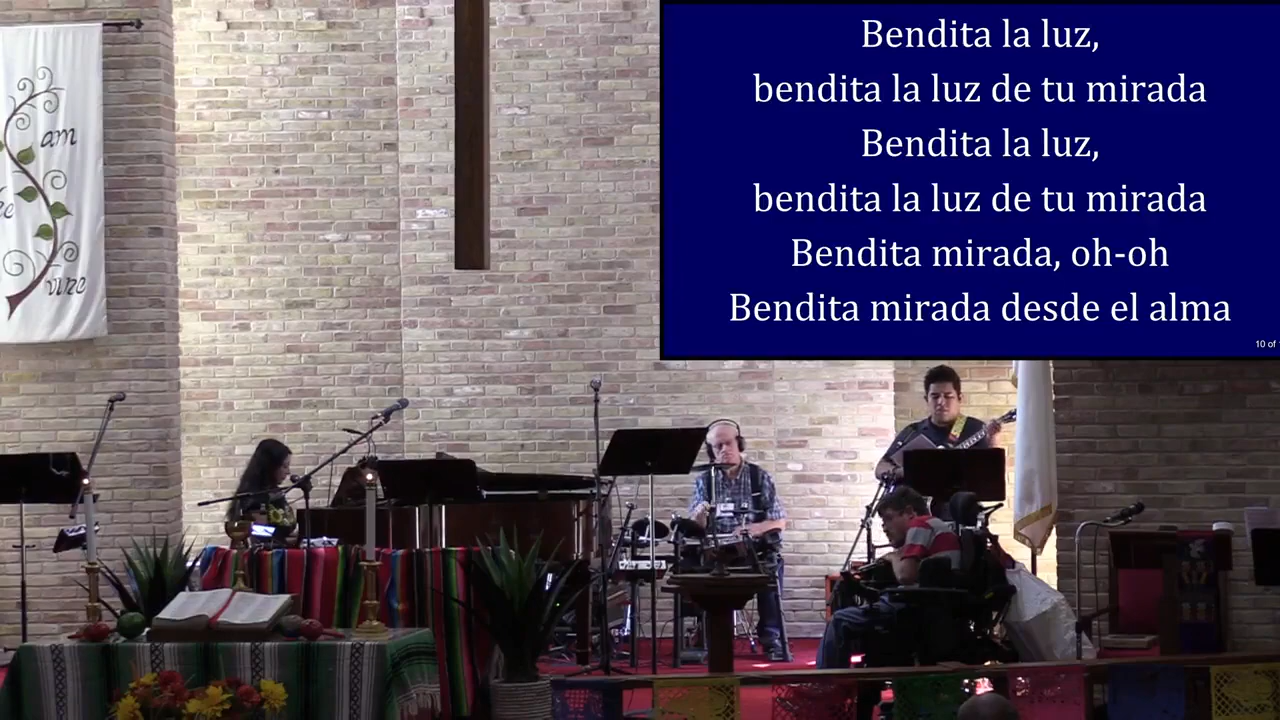 am
vine
Bendita la luz,
bendita la luz de tu mirada
Bendita la luz,
bendita la luz de tu mirada
Bendita mirada, oh-oh
Bendita mirada desde el alma
10 of